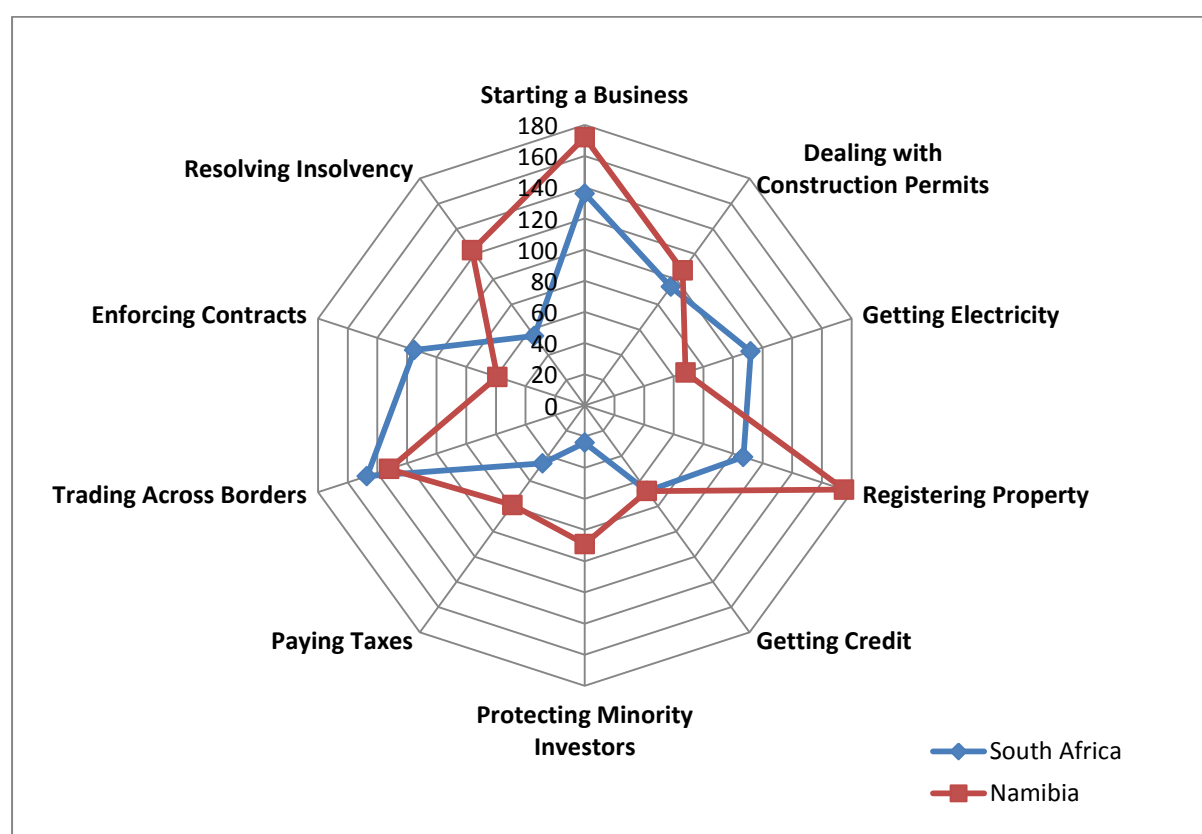 Starting a Business
Dealing with
Construction Permits
Getting Electricity
Registering Property
Getting Credit
Protecting Minority
Investors
Paying Taxes
Trading Across Borders
Enforcing Contracts
Resolving Insolvency
180
160
140
120
100
80
60
40
20
0
South Africa
Namibia